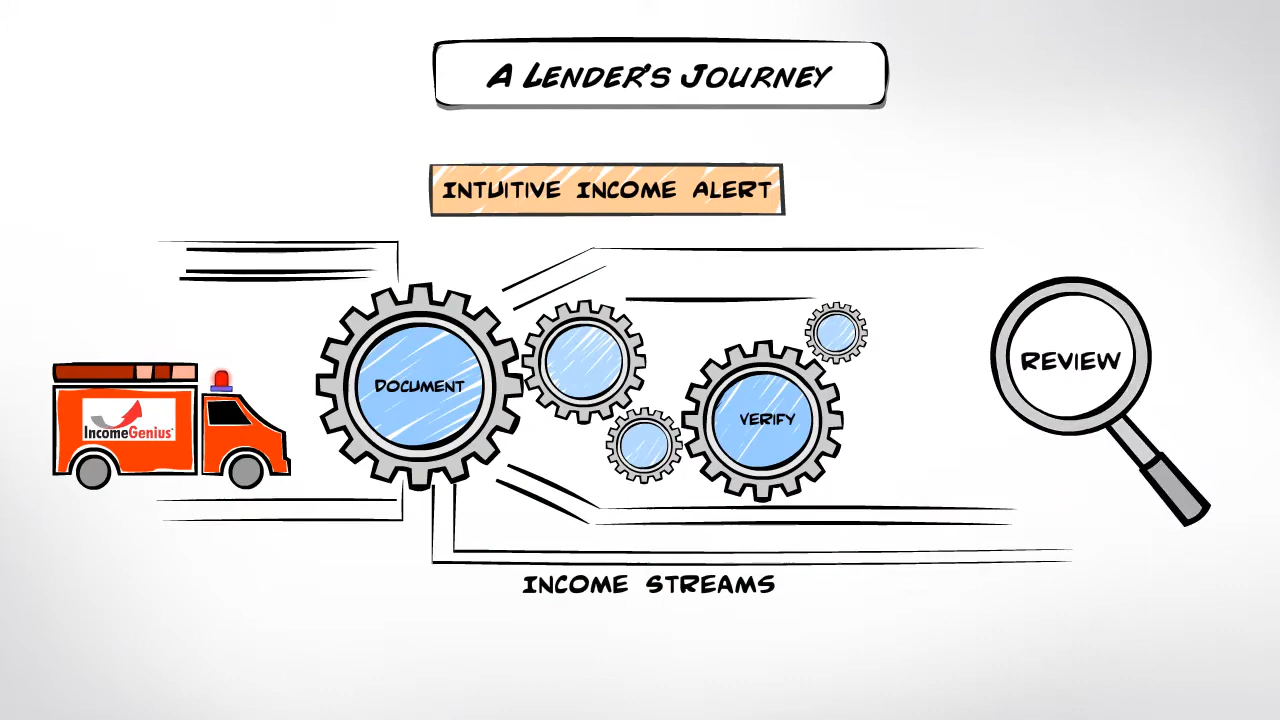 A LENDER'S JOURNEY
INTUITIVE INCOME ALERT
DOCUMENT
VERIFY
REVIEW
IncomeGenius
INCOME STREAMS